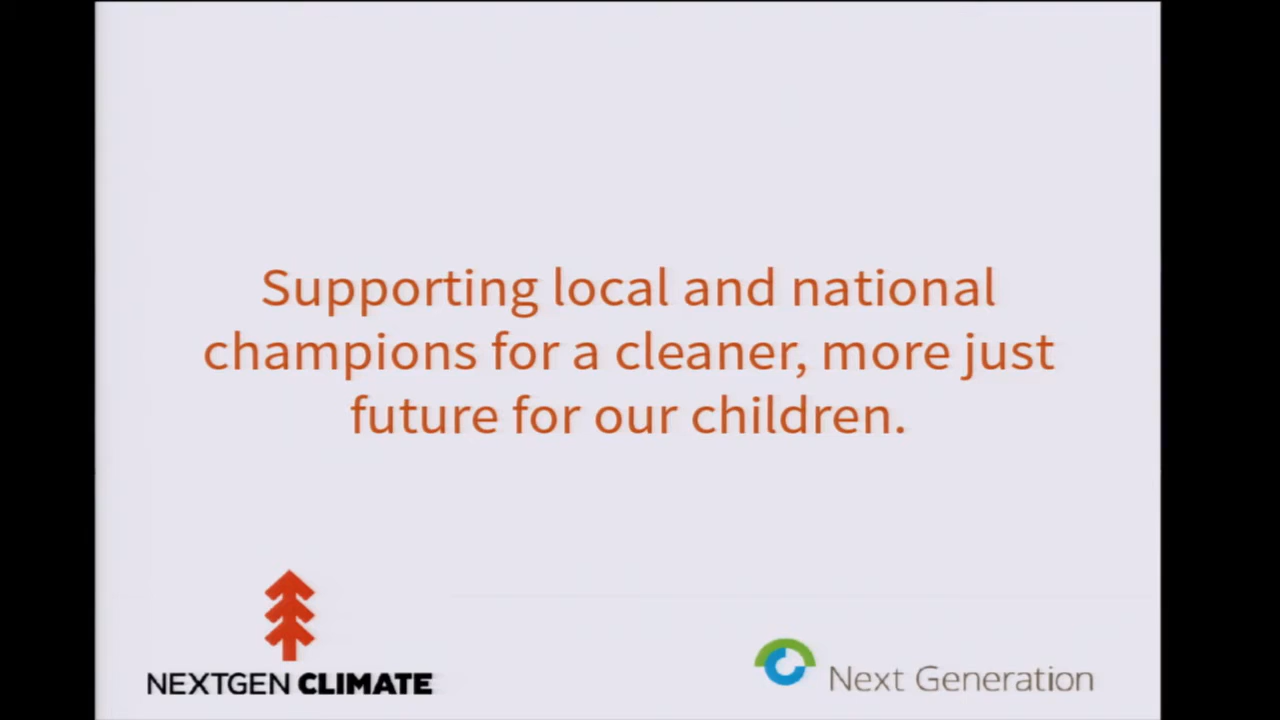 Supporting local and national
champions for a cleaner, more just
future for our children.
NEXTGEN CLIMATE
Next Generation